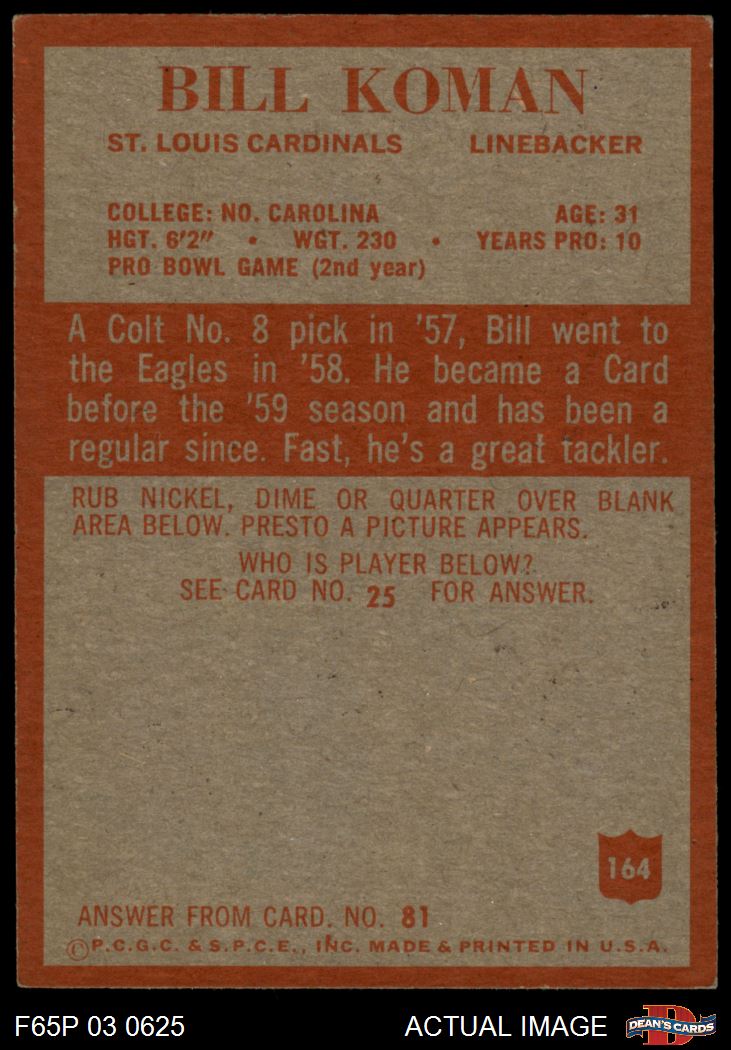 BILL KOMAN
ST. LOUIS CARDINALS LINEBACKER
COLLEGE: NO. CAROLINA AGE: 31
HGT. 6'2" • WGT. 230 • YEARS PRO: 10
PRO BOWL GAME (2nd year)
A Colt No. 8 pick in '57, Bill went to
the Eagles in '58. He became a Card
before the '59 season and has been a
regular since. Fast, he's a great tackler.
RUB NICKEL, DIME OR QUARTER OVER BLANK
AREA BELOW. PRESTO A PICTURE APPEARS.
WHO IS PLAYER BELOW?
SEE CARD NO. 25 FOR ANSWER.
164
ANSWER FROM CARD. NO. 81
©P.C.G.C. & S.P.C.E., INC. MADE & PRINTED IN U.S.A.
F65P 03 0625 ACTUAL IMAGE
D
DEAN'S CARDS